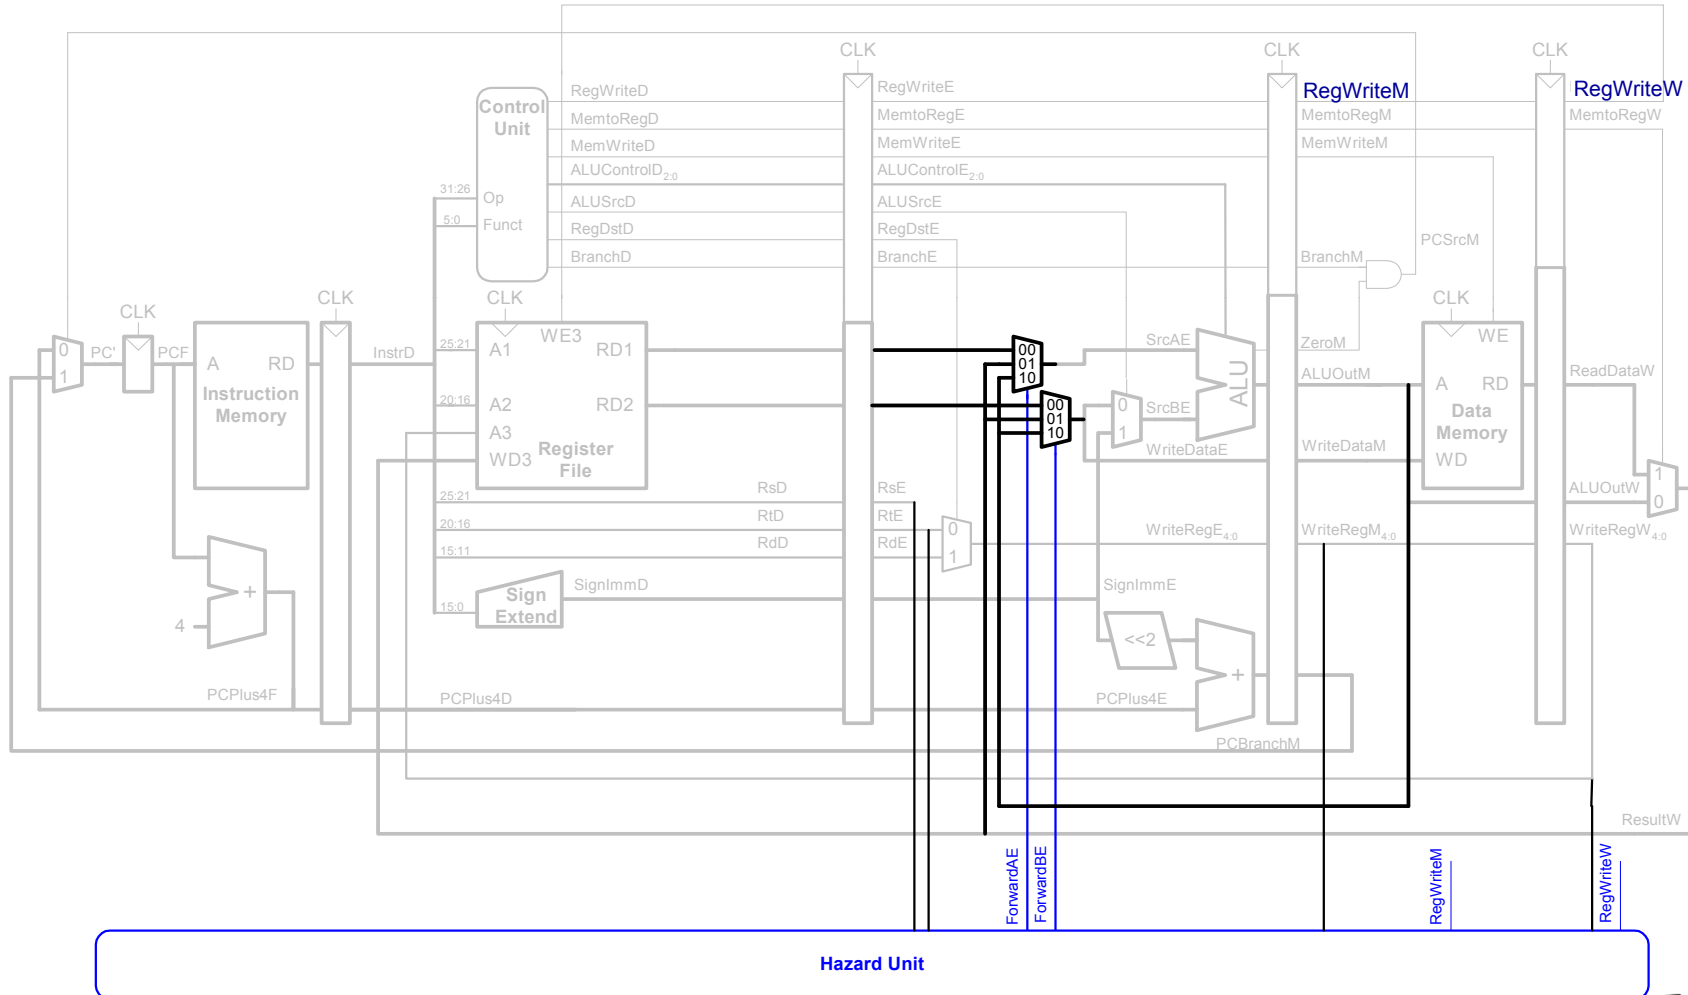 CLK
CLK
CLK
RegWriteD
RegWriteE
RegWriteM
RegWriteW
Control
Unit
MemtoRegD
MemtoRegE
MemtoRegM
MemtoRegW
MemWriteD
MemWriteE
MemWriteM
ALUControlD2:0
ALUControlE2:0
31:26
Op
ALUSrcD
ALUSrcE
5:0
Funct
RegDstD
RegDstE
PCSrcM
BranchD
BranchE
BranchM
CLK
CLK
CLK
CLK
WE3
WE
0
1
PC'
PCF
A
RD
Instruction
Memory
InstrD
25:21
A1
RD1
00
01
10
SrcAE
ALU
ZeroM
ALUOutM
A
RD
Data
Memory
ReadDataW
20:16
A2
RD2
00
01
10
0
1
SrcBE
A3
WD3
Register
File
WriteDataE
WriteDataM
WD
1
0
ALUOutW
25:21
RsD
RsE
20:16
RtD
RtE
0
1
WriteRegE4:0
WriteRegM4:0
WriteRegW4:0
15:11
RdD
RdE
+
4
15:0
Sign
Extend
SignImmD
SignImmE
<<2
+
PCPlus4F
PCPlus4D
PCPlus4E
PCBranchM
ResultW
ForwardAE
ForwardBE
RegWriteM
RegWriteW
Hazard Unit